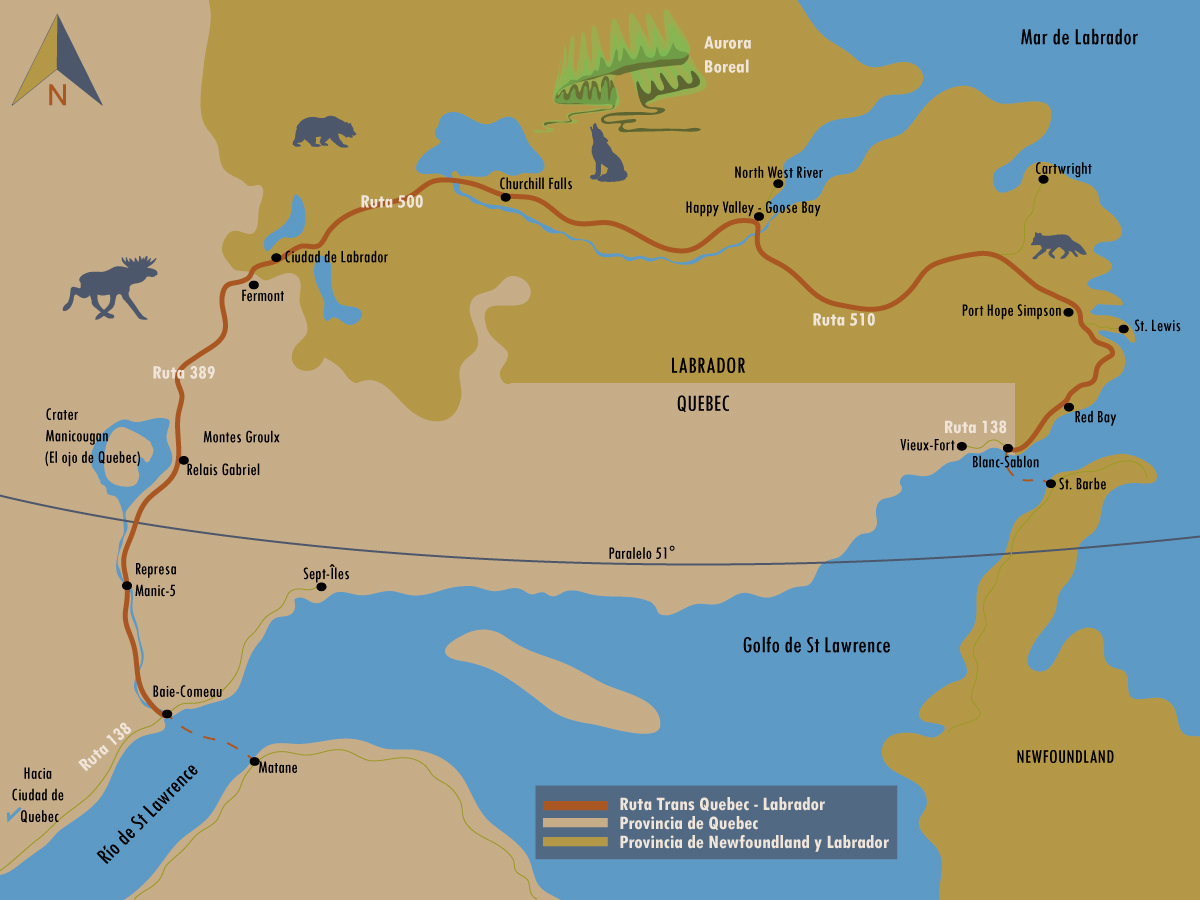 Mar de Labrador
Aurora
Boreal
N
North West River
Cartwright
Churchill Falls
Ruta 500
Happy Valley - Goose Bay
Ciudad de Labrador
Fermont
Port Hope Simpson
Ruta 510
St. Lewis
LABRADOR
Ruta 389
QUEBEC
Crater
Manicougan
(El ojo de Quebec)
Montes Groulx
Relais Gabriel
Red Bay
Ruta 138
Vieux-Fort
Blanc-Sablon
St. Barbe
Paralelo 51°
Represa
Manic-5
Sept-Îles
Golfo de St Lawrence
Baie-Comeau
Ruta 138
Matane
NEWFOUNDLAND
Hacia
Ciudad de
Quebec
Río de St Lawrence
Ruta Trans Quebec - Labrador
Provincia de Quebec
Provincia de Newfoundland y Labrador